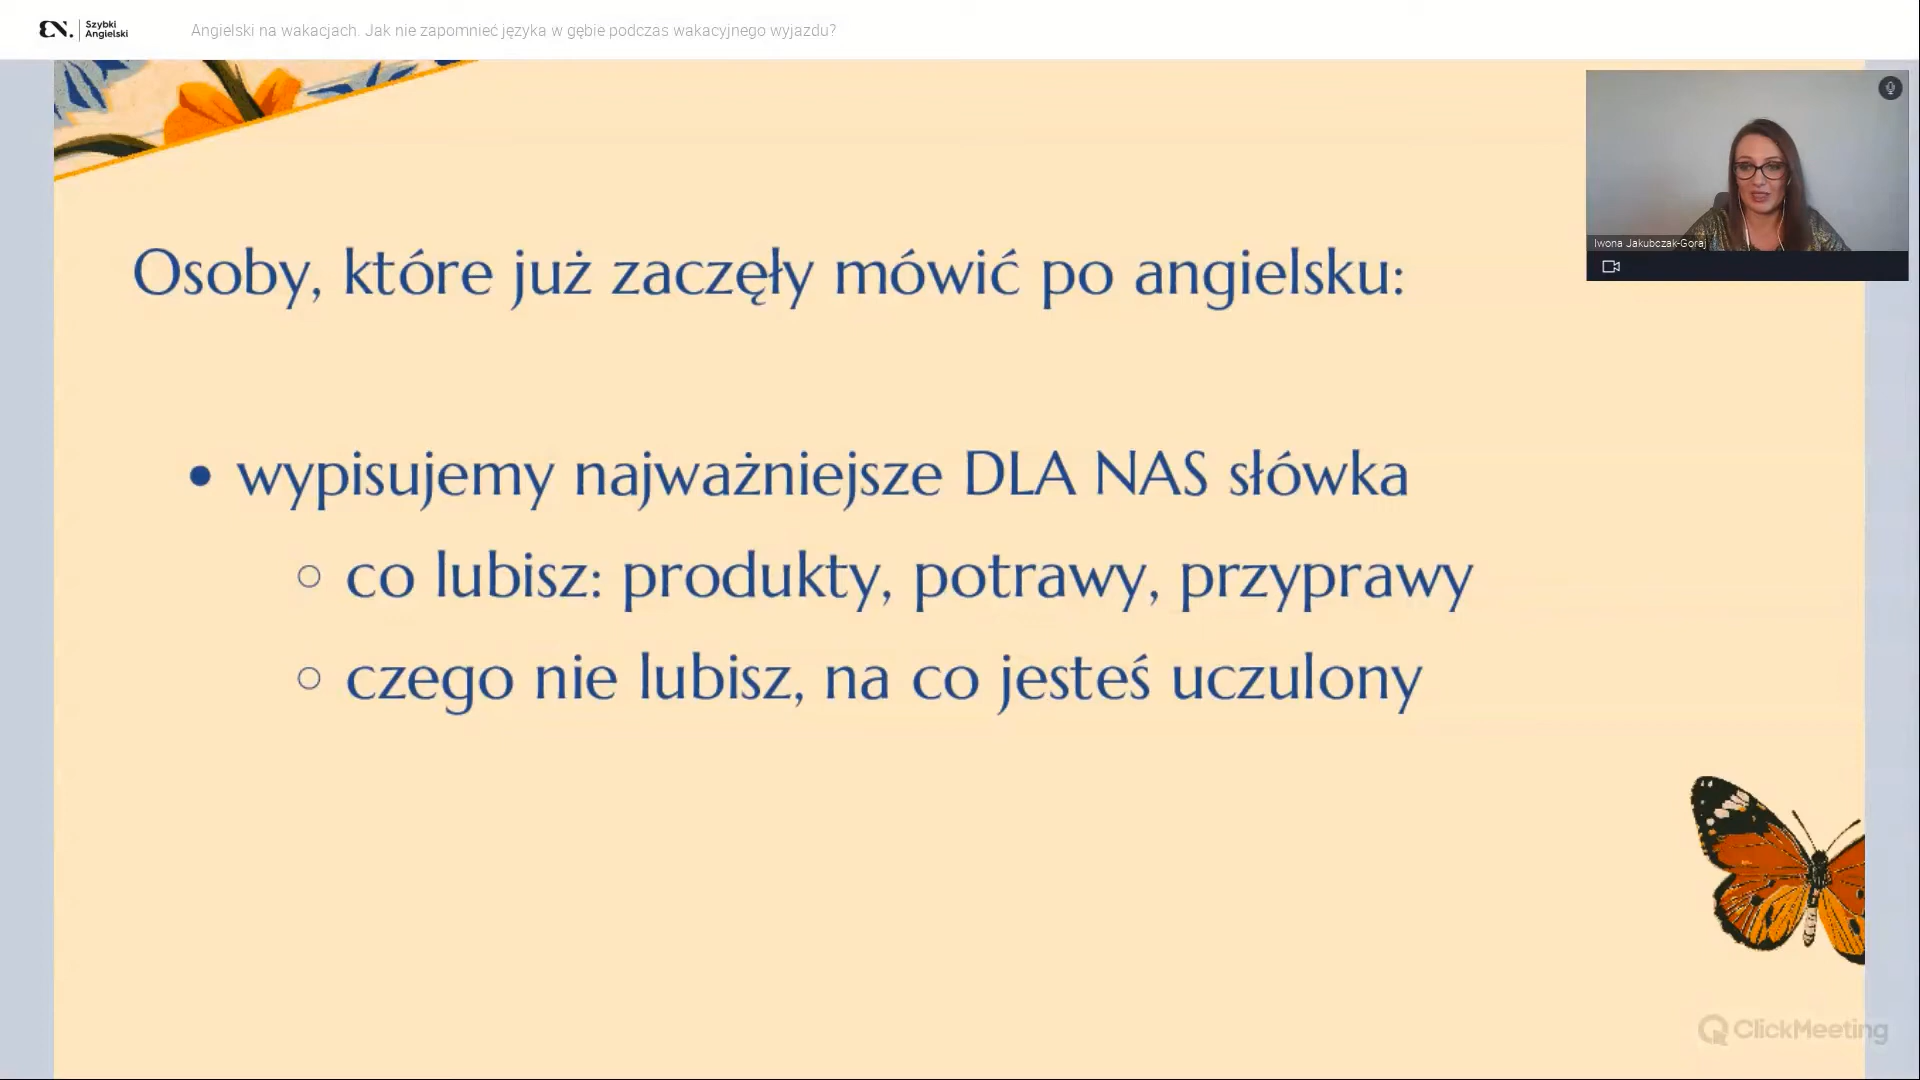 Szybki
Angielski
Angielski na wakacjach. Jak nie zapomnieć języka w gębie podczas wakacyjnego wyjazdu?
Iwona Jakubczak-Goraj
Osoby, które już zaczęły mówić po angielsku:
• wypisujemy najważniejsze DLA NAS słówka
○ co lubisz: produkty, potrawy, przyprawy
○ czego nie lubisz, na co jesteś uczulony
ClickMeeting